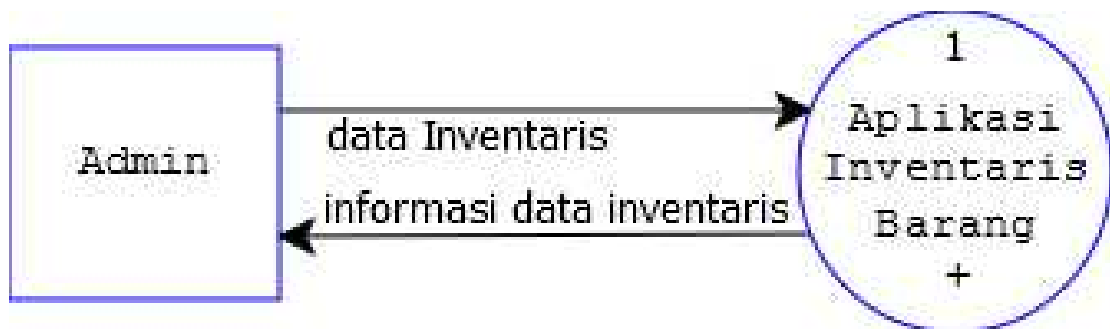 Admin
data Inventaris
informasi data inventaris
1
Aplikasi
Inventaris
Barang
+